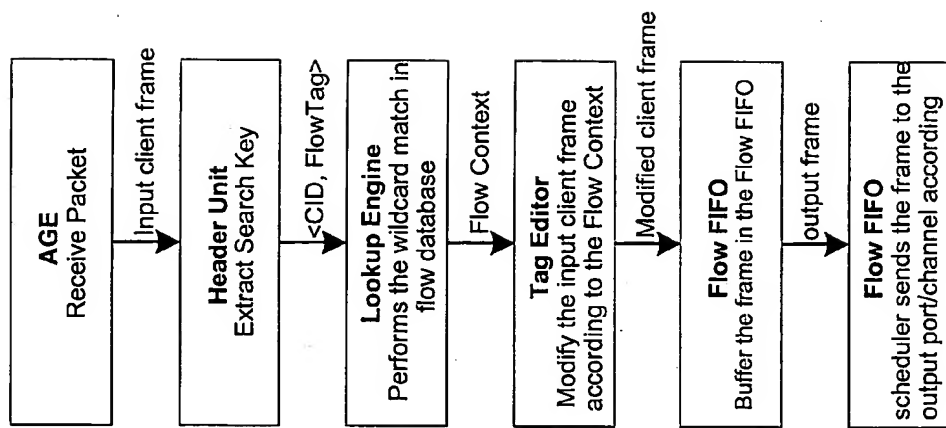 AGE
Receive Packet
Input client frame
Header Unit
Extract Search Key
<CID, FlowTag>
Lookup Engine
Performs the wildcard match in
flow database
Flow Context
Tag Editor
Modify the input client frame
according to the Flow Context
Modified client frame
Flow FIFO
Buffer the frame in the Flow FIFO
output frame
Flow FIFO
scheduler sends the frame to the
output port/channel according